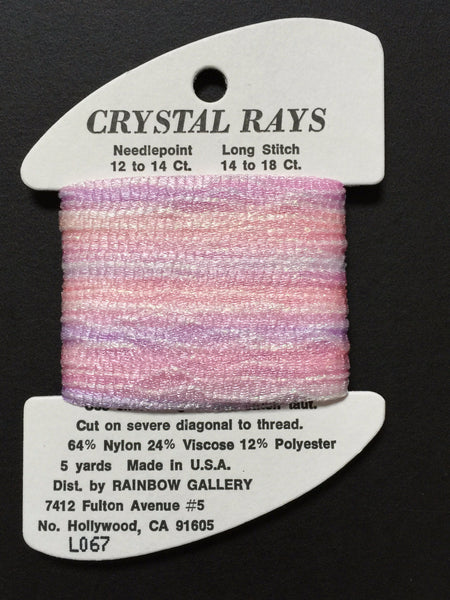 CRYSTAL RAYS
Needlepoint Long Stitch
12 to 14 Ct. 14 to 18 Ct.
taut.
Cut on severe diagonal to thread.
64% Nylon 24% Viscose 12% Polyester
5 yards Made in U.S.A.
Dist. by RAINBOW GALLERY
7412 Fulton Avenue #5
No. Hollywood, CA 91605
L067